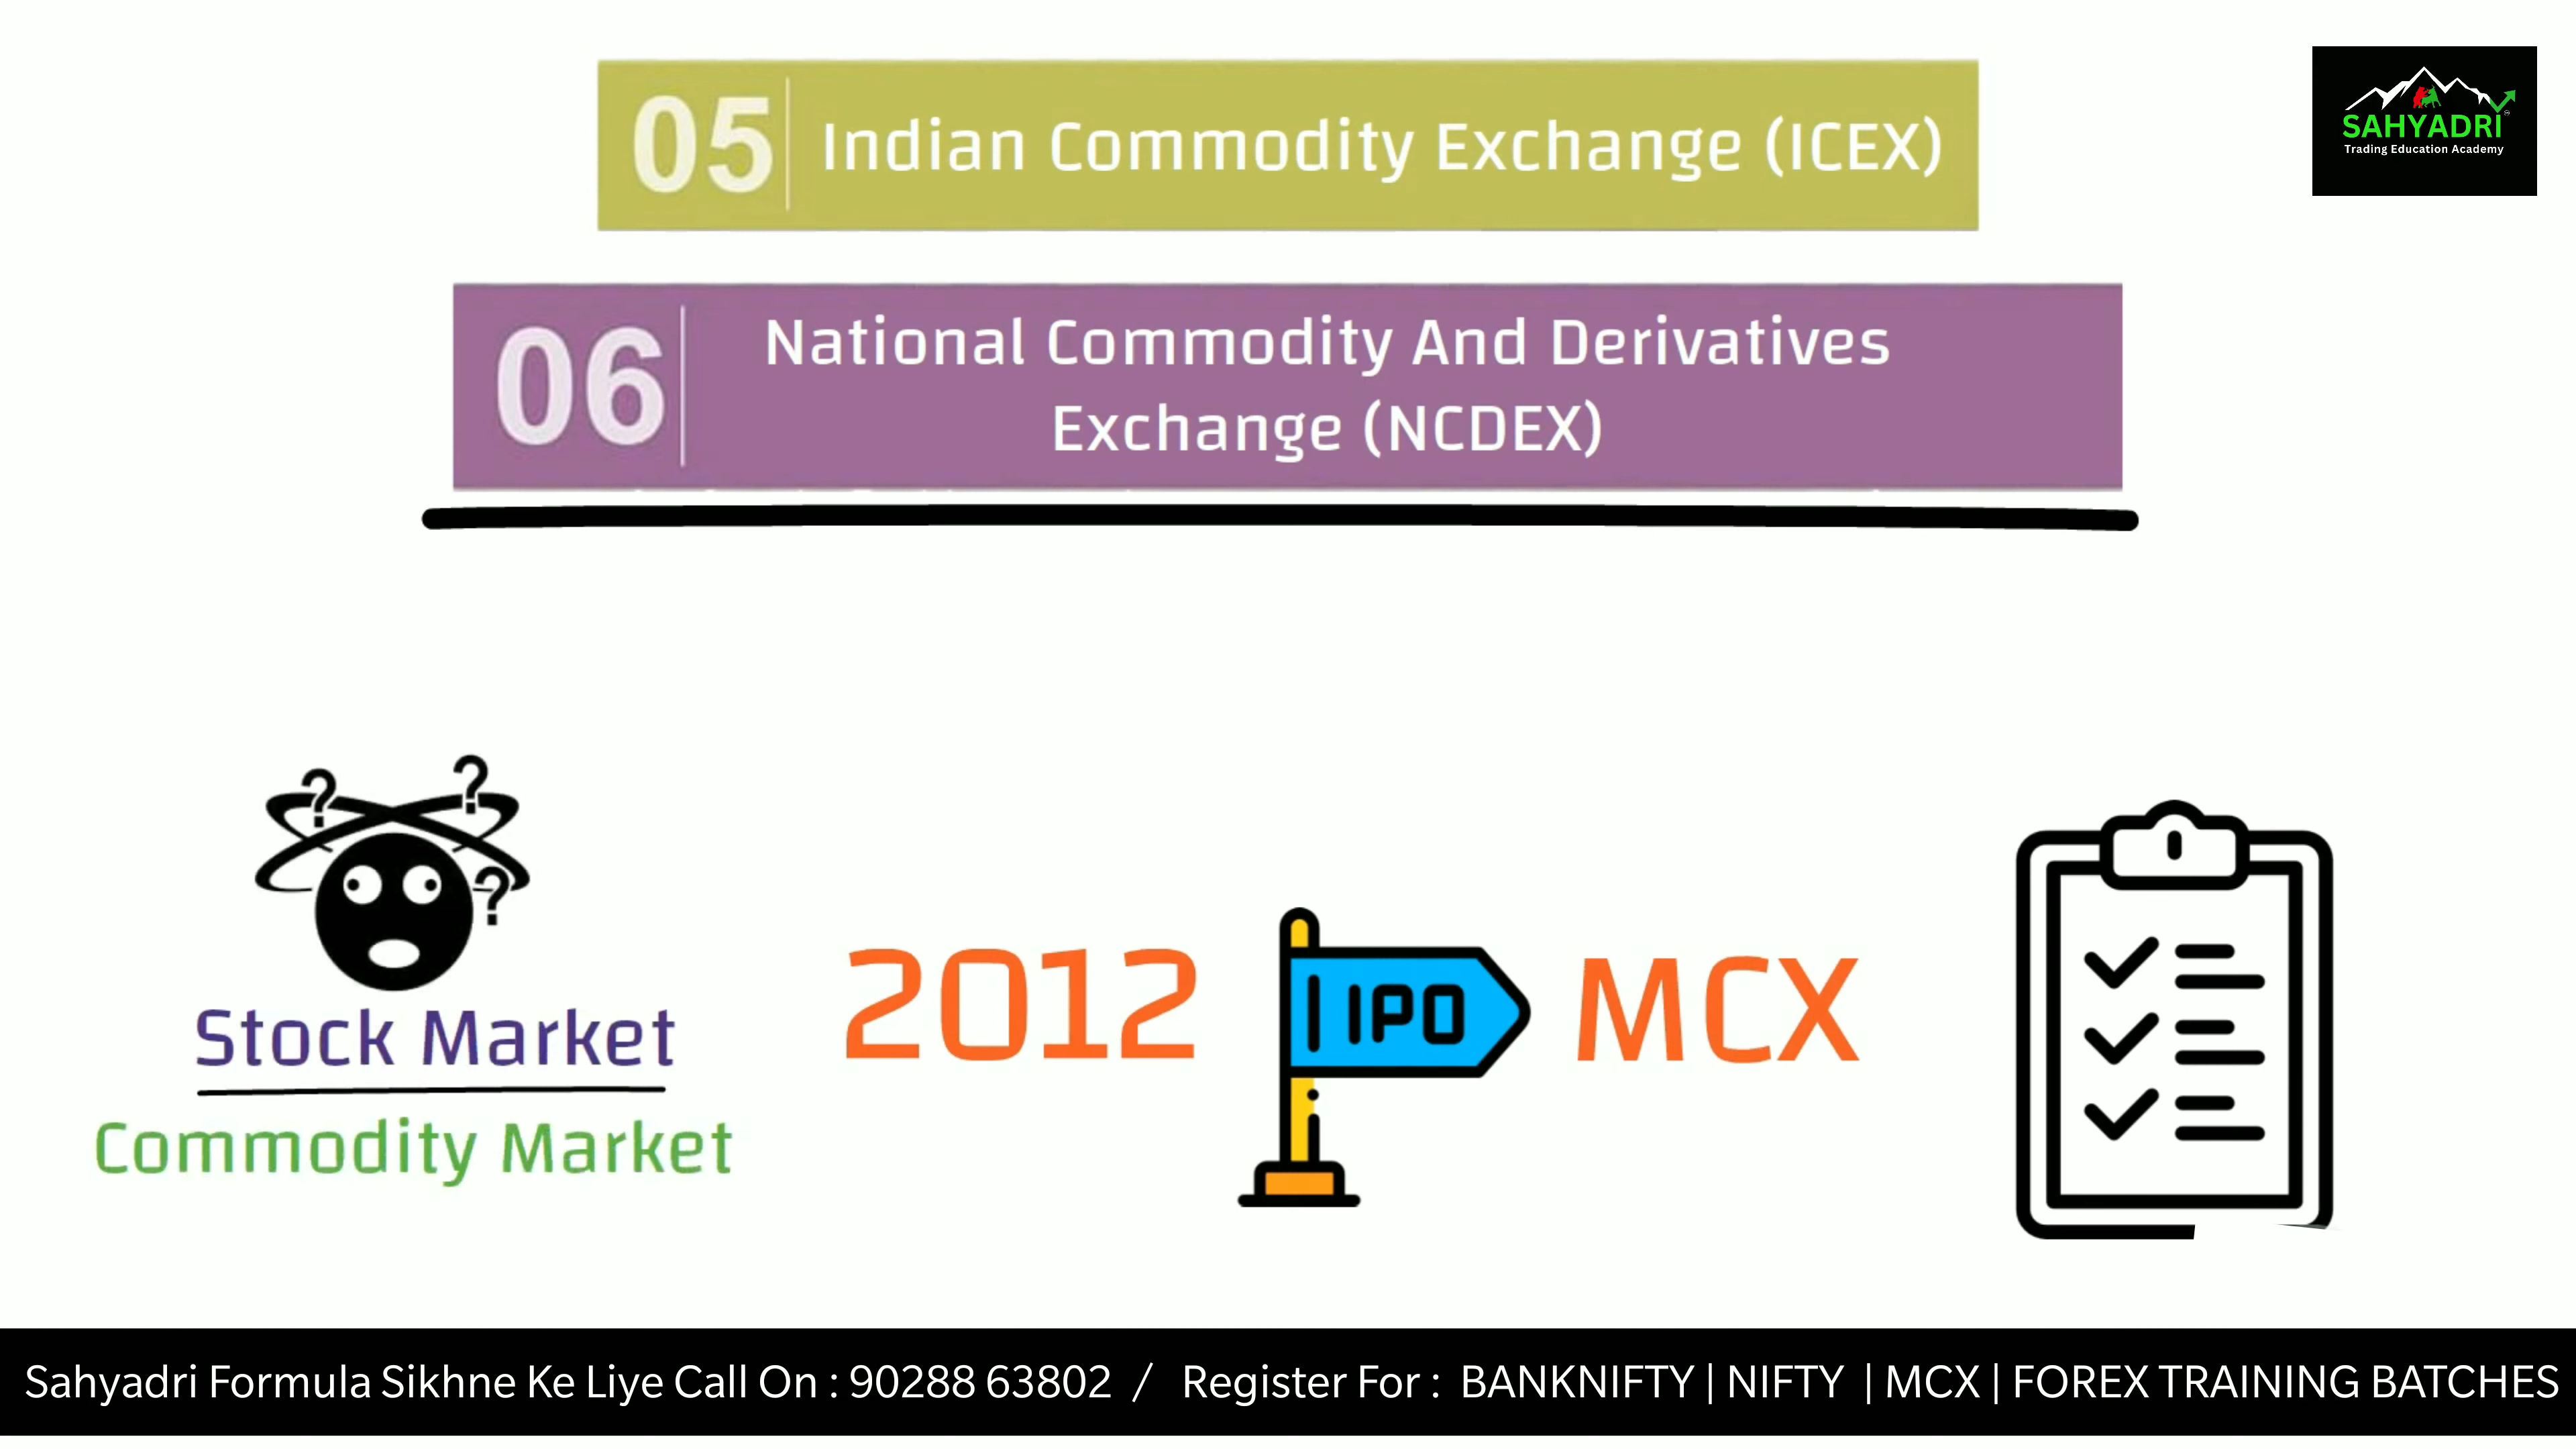 05 Indian Commodity Exchange (ICEX)
SAHYADRI
Trading Education Academy
06 National Commodity And Derivatives
Exchange (NCDEX)
? ? ?
Stock Market
Commodity Market
2012 IPO MCX
Sahyadri Formula Sikhne Ke Liye Call On : 90288 63802 / Register For : BANKNIFTY | NIFTY | MCX | FOREX TRAINING BATCHES